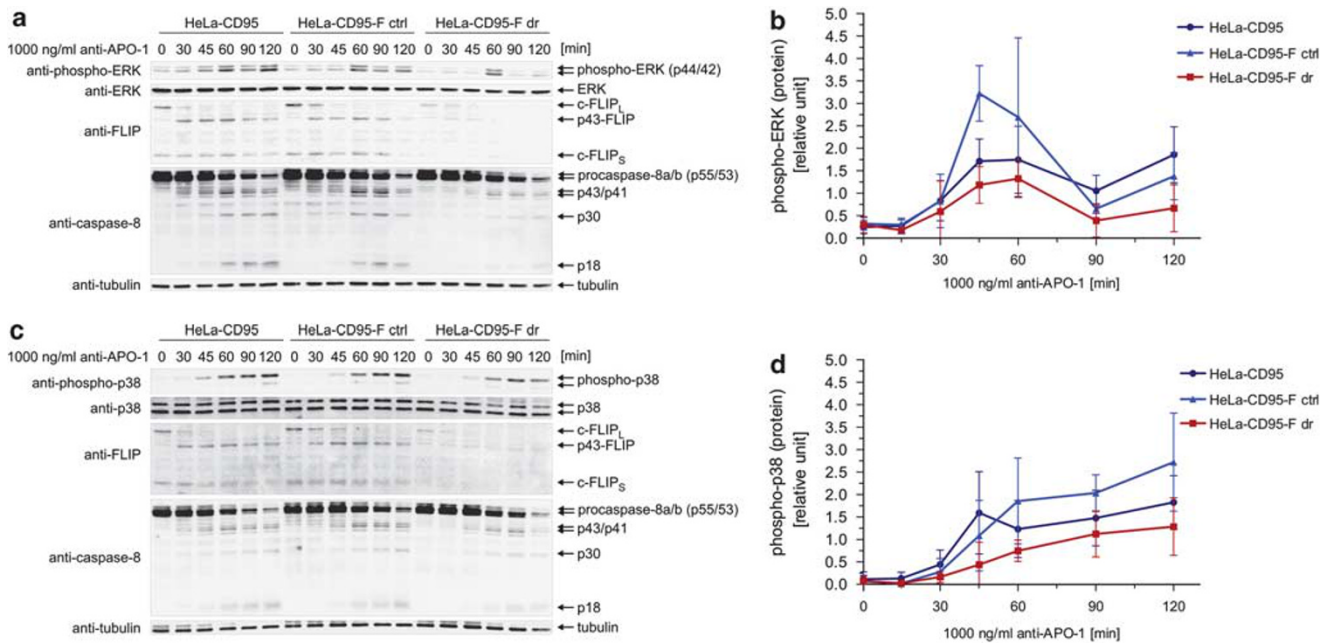 a
HeLa-CD95 HeLa-CD95-F ctrl HeLa-CD95-F dr
1000 ng/ml anti-APO-1 0 30 45 60 90 120 0 30 45 60 90 120 0 30 45 60 90 120 [min]
anti-phospho-ERK phospho-ERK (p44/42)
anti-ERK ERK
anti-FLIP
c-FLIPL
p43-FLIP
c-FLIPS
anti-caspase-8
procaspase-8a/b (p55/53)
p43/p41
p30
p18
anti-tubulin tubulin
b
phospho-ERK (protein)
[relative unit]
5.0
4.5
4.0
3.5
3.0
2.5
2.0
1.5
1.0
0.5
0.0
0 30 60 90 120
1000 ng/ml anti-APO-1 [min]
HeLa-CD95
HeLa-CD95-F ctrl
HeLa-CD95-F dr
c
HeLa-CD95 HeLa-CD95-F ctrl HeLa-CD95-F dr
1000 ng/ml anti-APO-1 0 30 45 60 90 120 0 30 45 60 90 120 0 30 45 60 90 120 [min]
anti-phospho-p38 phospho-p38
anti-p38 p38
anti-FLIP
c-FLIPL
p43-FLIP
c-FLIPS
anti-caspase-8
procaspase-8a/b (p55/53)
p43/p41
p30
p18
anti-tubulin tubulin
d
phospho-p38 (protein)
[relative unit]
5.0
4.5
4.0
3.5
3.0
2.5
2.0
1.5
1.0
0.5
0.0
0 30 60 90 120
1000 ng/ml anti-APO-1 [min]
HeLa-CD95
HeLa-CD95-F ctrl
HeLa-CD95-F dr